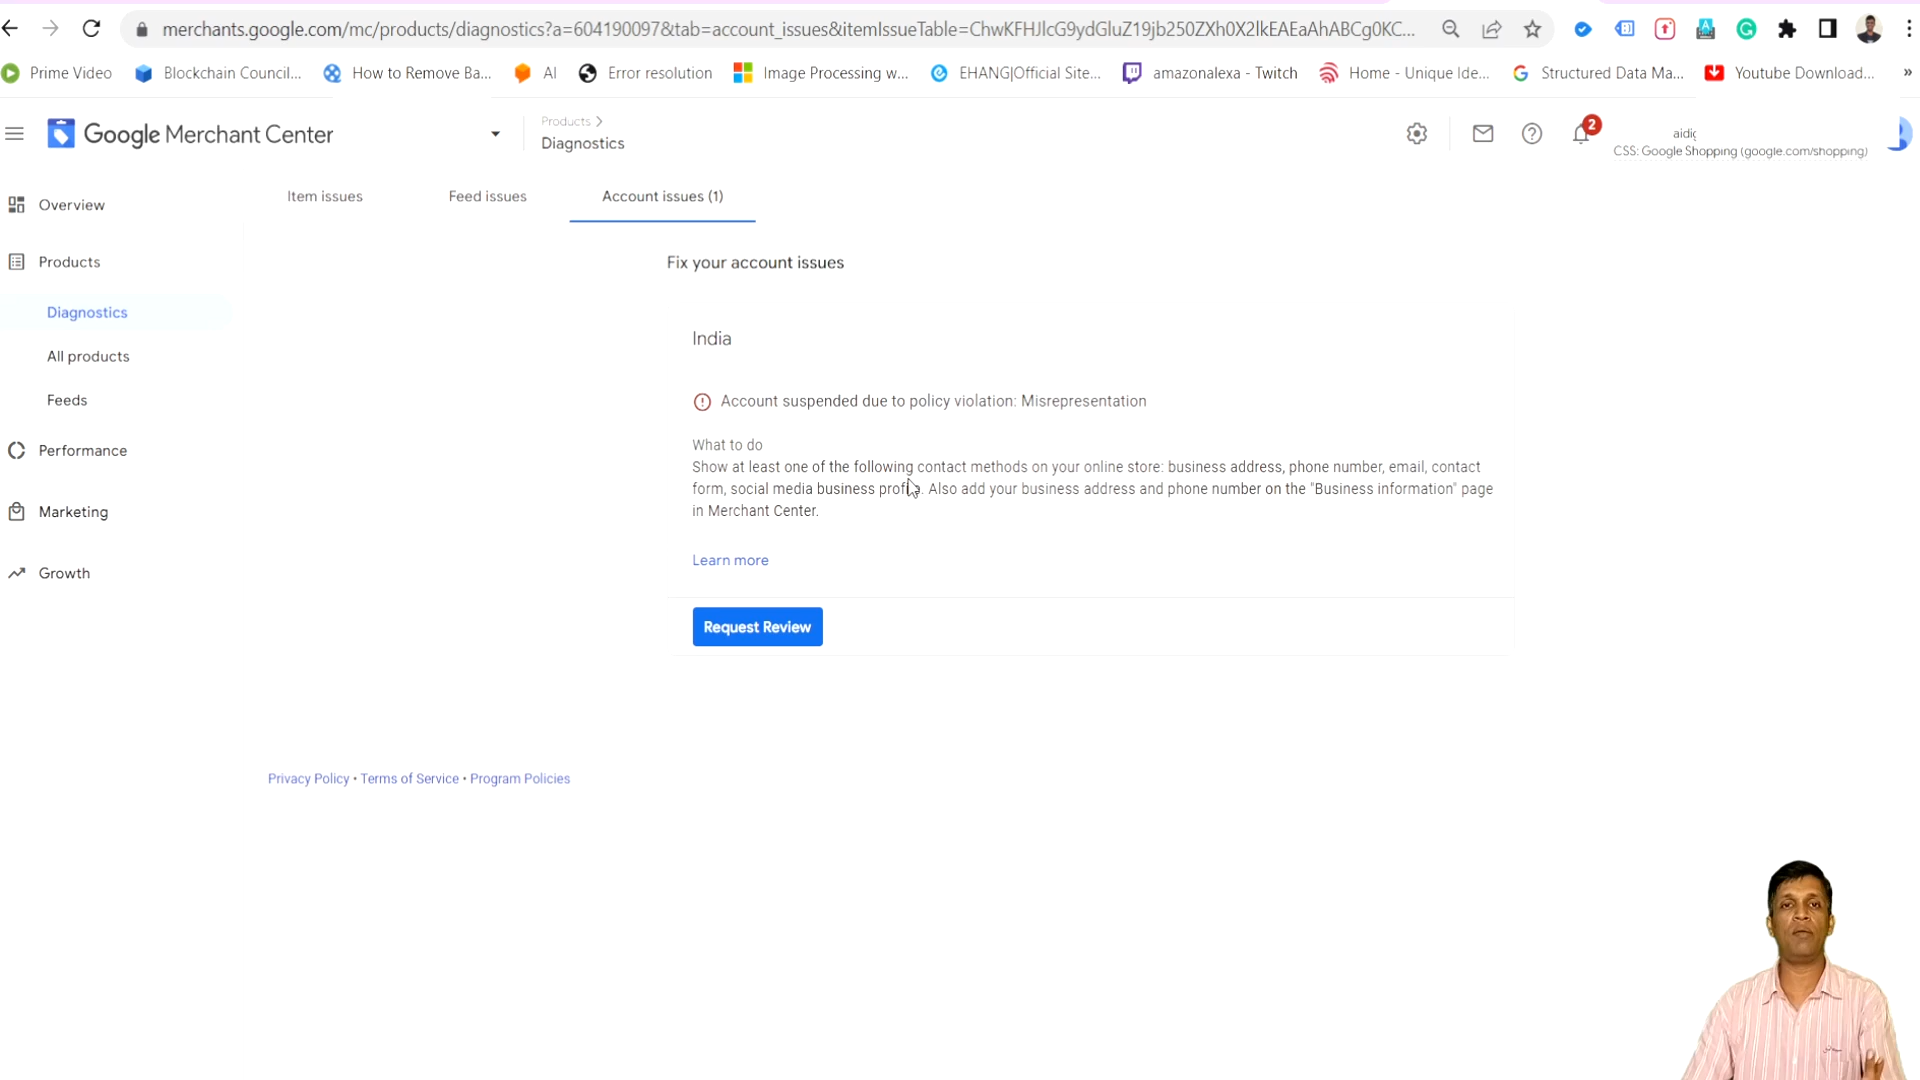 merchants.google.com/mc/products/diagnostics?a=604190097&tab=account_issues&itemIssueTable=ChwKFHJlcG9ydGluZ19jb250ZXh0X2lkEAEaAhABCg0KC...
Prime Video Blockchain Council... How to Remove Ba... AI Error resolution Image Processing w... EHANG|Official Site... amazonalexa - Twitch Home - Unique Ide... Structured Data Ma... Youtube Download... »
Google Merchant Center
Products >
Diagnostics
2
aidig
CSS: Google Shopping (google.com/shopping)
Item issues Feed issues Account issues (1)
Overview
Products
Diagnostics
All products
Feeds
Performance
Marketing
Growth
Fix your account issues
India
Account suspended due to policy violation: Misrepresentation
What to do
Show at least one of the following contact methods on your online store: business address, phone number, email, contact
form, social media business profile. Also add your business address and phone number on the "Business information" page
in Merchant Center.
Learn more
Request Review
Privacy Policy • Terms of Service • Program Policies